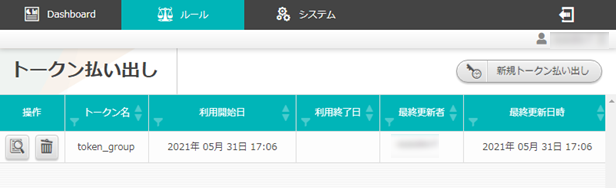 Dashboard ルール システム
トークン払い出し 新規トークン払い出し
操作 トークン名 利用開始日 利用終了日 最終更新者 最終更新日時
token_group 2021年 05月 31日 17:06 2021年 05月 31日 17:06